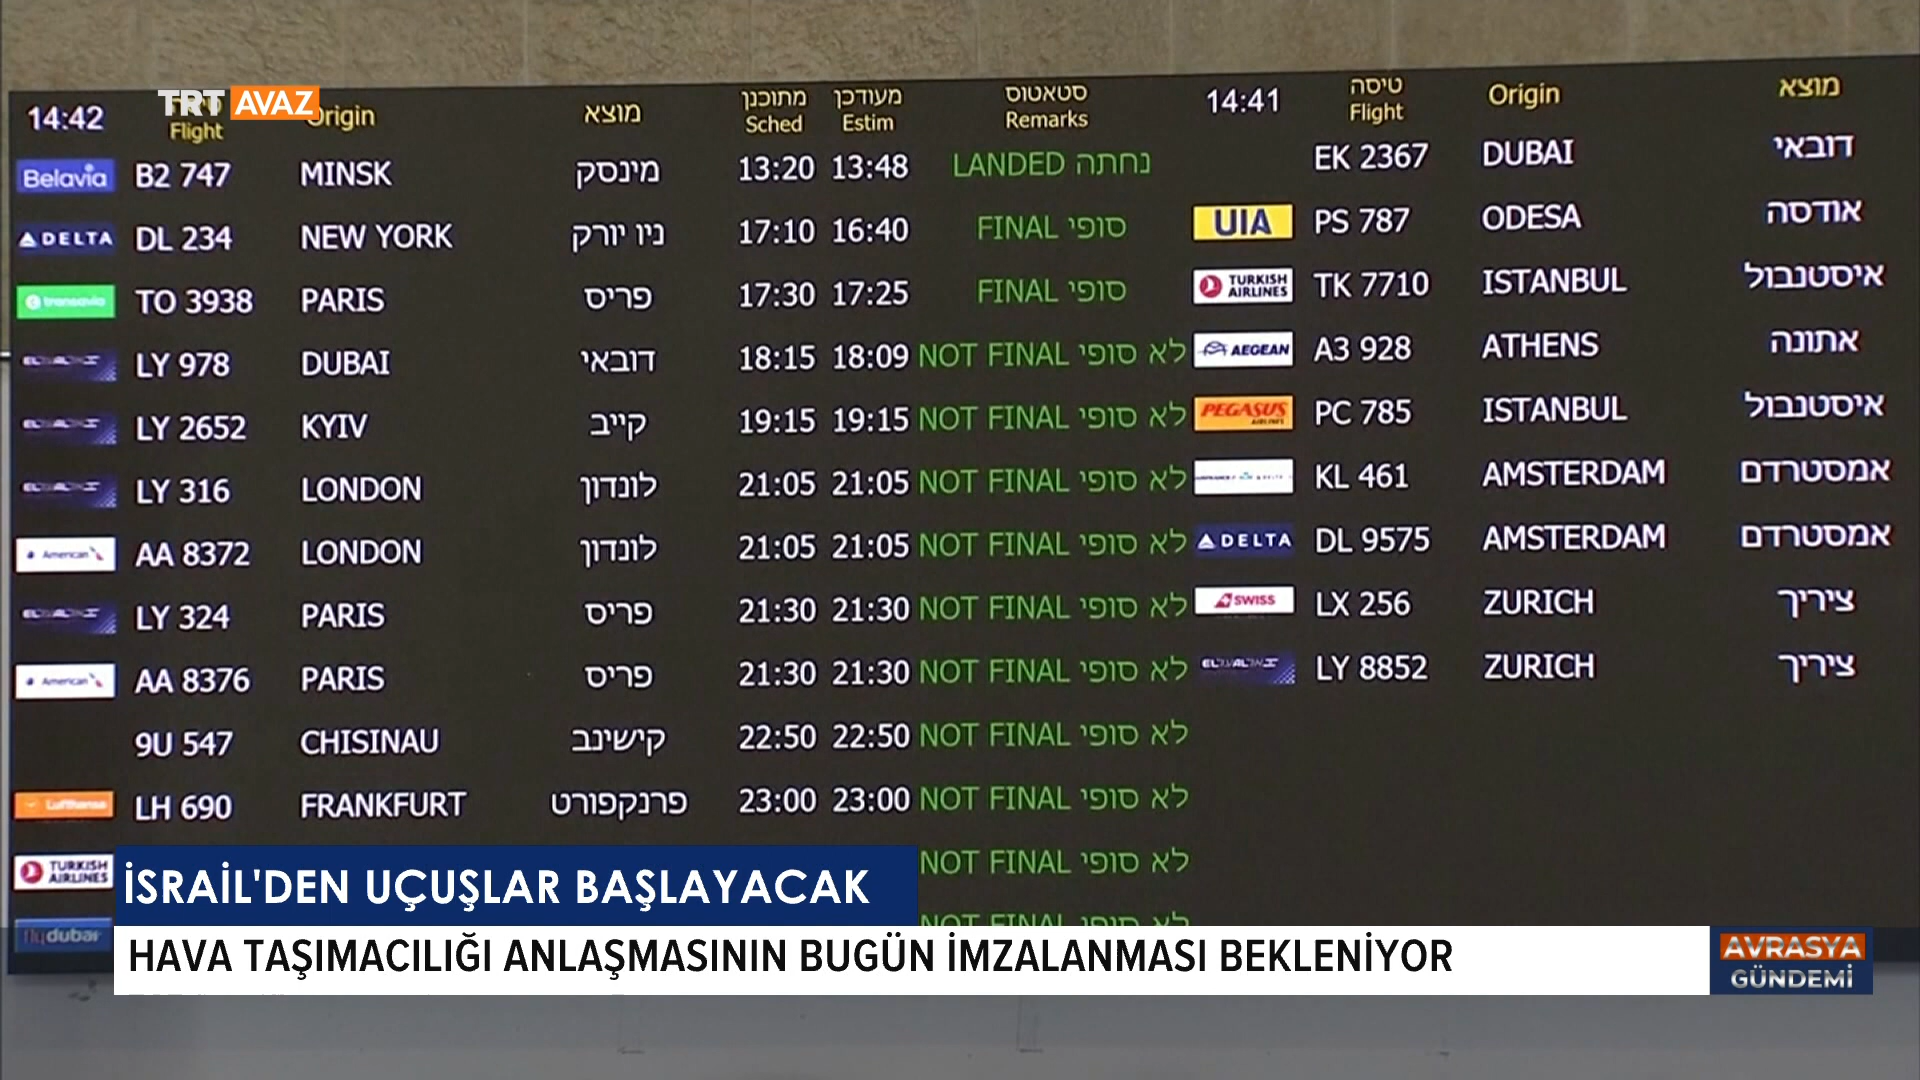 TRT AVAZ
14:42 טיסה Flight Origin מוצא מתוכנן Sched מעודכן Estim סטאטוס Remarks
Belavia B2 747 MINSK מינסק 13:20 13:48 LANDED נחתה
DELTA DL 234 NEW YORK ניו יורק 17:10 16:40 FINAL סופי
transavia TO 3938 PARIS פריס 17:30 17:25 FINAL סופי
LY 978 DUBAI דובאי 18:15 18:09 NOT FINAL לא סופי
LY 2652 KYIV קייב 19:15 19:15 NOT FINAL לא סופי
LY 316 LONDON לונדון 21:05 21:05 NOT FINAL לא סופי
American AA 8372 LONDON לונדון 21:05 21:05 NOT FINAL לא סופי
LY 324 PARIS פריס 21:30 21:30 NOT FINAL לא סופי
American AA 8376 PARIS פריס 21:30 21:30 NOT FINAL לא סופי
9U 547 CHISINAU קישינב 22:50 22:50 NOT FINAL לא סופי
Lufthansa LH 690 FRANKFURT פרנקפורט 23:00 23:00 NOT FINAL לא סופי
TURKISH AIRLINES NOT FINAL לא סופי
flydubai NOT FINAL לא סופי
14:41 טיסה Flight Origin מוצא
EK 2367 DUBAI דובאי
UIA PS 787 ODESA אודסה
TURKISH AIRLINES TK 7710 ISTANBUL איסטנבול
AEGEAN A3 928 ATHENS אתונה
PEGASUS AIRLINES PC 785 ISTANBUL איסטנבול
KL 461 AMSTERDAM אמסטרדם
DELTA DL 9575 AMSTERDAM אמסטרדם
SWISS LX 256 ZURICH ציריך
LY 8852 ZURICH ציריך
İSRAİL'DEN UÇUŞLAR BAŞLAYACAK
HAVA TAŞIMACILIĞI ANLAŞMASININ BUGÜN İMZALANMASI BEKLENİYOR
AVRASYA
GÜNDEMİ